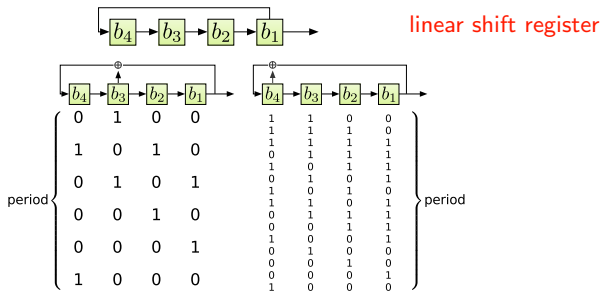 linear shift register
b₄ b₃ b₂ b₁
⊕
b₄ b₃ b₂ b₁
0 1 0 0
1 0 1 0
0 1 0 1
0 0 1 0
0 0 0 1
1 0 0 0
period
⊕
b₄ b₃ b₂ b₁
1 1 0 0
1 1 1 0
1 1 1 1
0 1 1 1
1 0 1 1
0 1 0 1
1 0 1 0
1 1 0 1
0 1 1 0
0 0 1 1
1 0 0 1
0 1 0 0
0 0 1 0
0 0 0 1
1 0 0 0
period